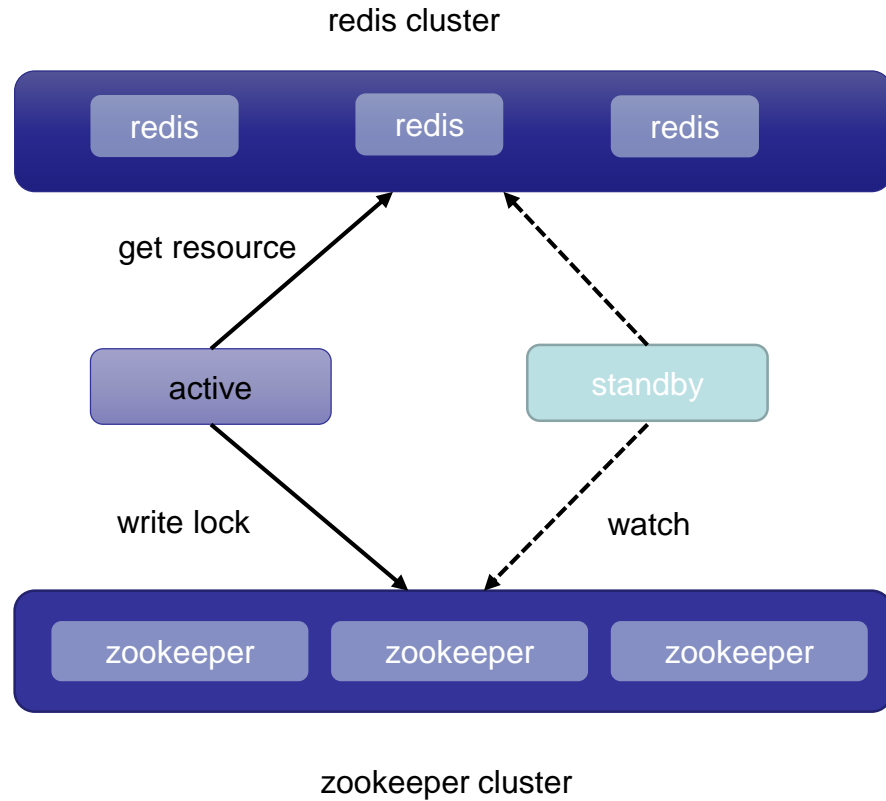 redis cluster
redis
redis
redis
get resource
active
standby
write lock
watch
zookeeper
zookeeper
zookeeper
zookeeper cluster